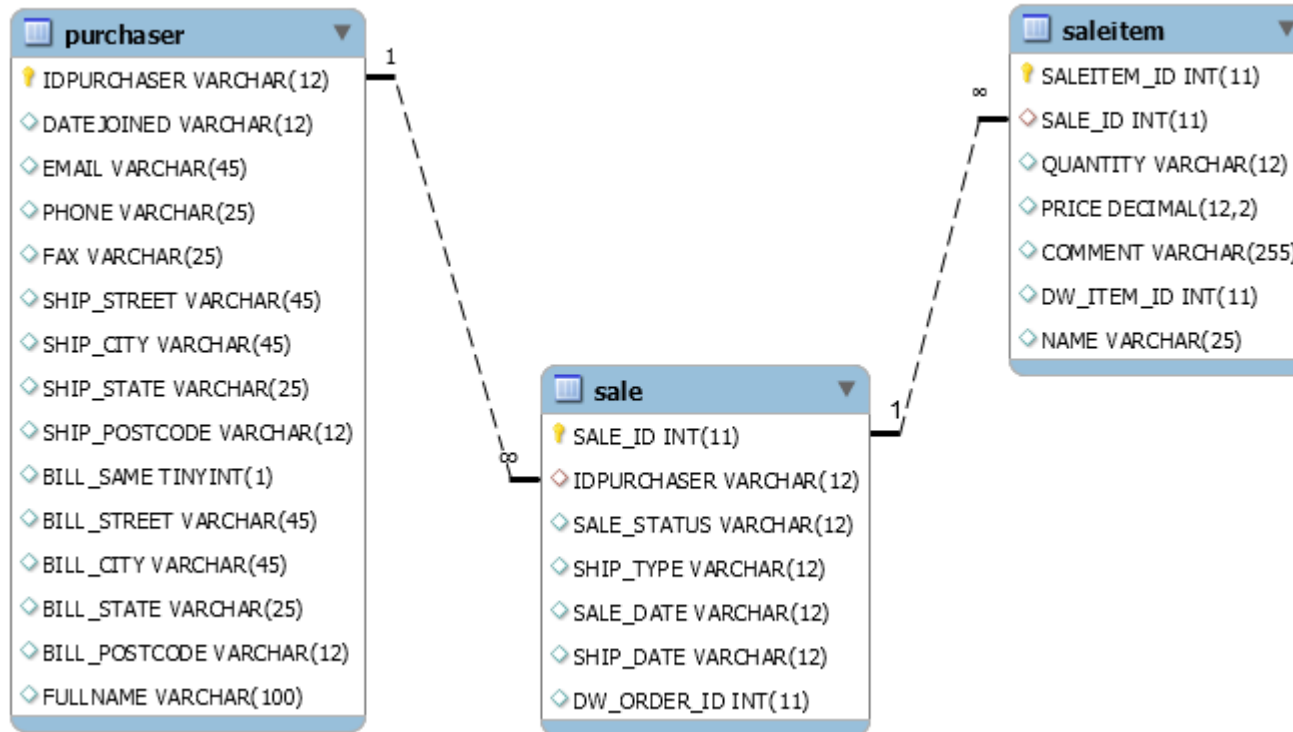 purchaser
IDPURCHASER VARCHAR(12)
DATEJOINED VARCHAR(12)
EMAIL VARCHAR(45)
PHONE VARCHAR(25)
FAX VARCHAR(25)
SHIP_STREET VARCHAR(45)
SHIP_CITY VARCHAR(45)
SHIP_STATE VARCHAR(25)
SHIP_POSTCODE VARCHAR(12)
BILL_SAME TINYINT(1)
BILL_STREET VARCHAR(45)
BILL_CITY VARCHAR(45)
BILL_STATE VARCHAR(25)
BILL_POSTCODE VARCHAR(12)
FULLNAME VARCHAR(100)
1
∞
sale
SALE_ID INT(11)
IDPURCHASER VARCHAR(12)
SALE_STATUS VARCHAR(12)
SHIP_TYPE VARCHAR(12)
SALE_DATE VARCHAR(12)
SHIP_DATE VARCHAR(12)
DW_ORDER_ID INT(11)
1
∞
saleitem
SALEITEM_ID INT(11)
SALE_ID INT(11)
QUANTITY VARCHAR(12)
PRICE DECIMAL(12,2)
COMMENT VARCHAR(255)
DW_ITEM_ID INT(11)
NAME VARCHAR(25)